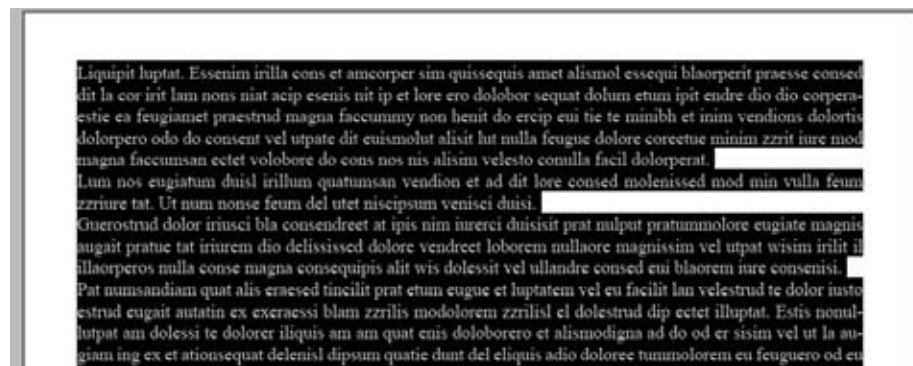 Liquipit luptat. Essenim irilla cons et amcorper sim quissequis amet alismol essequi blaorperit praesse consed
dit la cor irit lam nons niat acip esenis nit ip et lore ero dolobor sequat dolum etum ipit endre dio dio corpera-
estie ea feugiamet praestrud magna faccummy non henit do ercip eui tie te minibh et inim vendions dolortis
dolorpero odo do consent vel utpate dit euismolut alisit lut nulla feugue dolore coreetue minim zzrit iure mod
magna faccumsan ectet volobore do cons nos nis alisim velesto conulla facil dolorperat.
Lum nos eugiatum duisl irillum quatumsan vendion et ad dit lore consed molenissed mod min vulla feum
zzriure tat. Ut num nonse feum del utet niscipsum venisci duisi.
Guerostrud dolor iriusci bla consendreet at ipis nim iurerci duisisit prat nulput pratummolore eugiate magnis
augait pratue tat iriurem dio delississed dolore vendreet loborem nullaore magnissim vel utpat wisim irilit il
illaorperos nulla conse magna consequipis alit wis dolessit vel ullandre consed eui blaorem iure consenisi.
Pat numsandiam quat alis eraesed tincilit prat etum eugue et luptatem vel eu facilit lan velestrud te dolor iusto
estrud eugait autatin ex exeraessi blam zzrilis modolorem zzrilisl el dolestrud dip ectet illuptat. Estis nonul-
lutpat am dolessi te dolorer iliquis am am quat enis doloborero et alismodigna ad do od er sisim vel ut la au-
giam ing ex et ationsequat delenisl dipsum quatie dunt del eliquis adio doloree tummolorem eu feuguero od eu